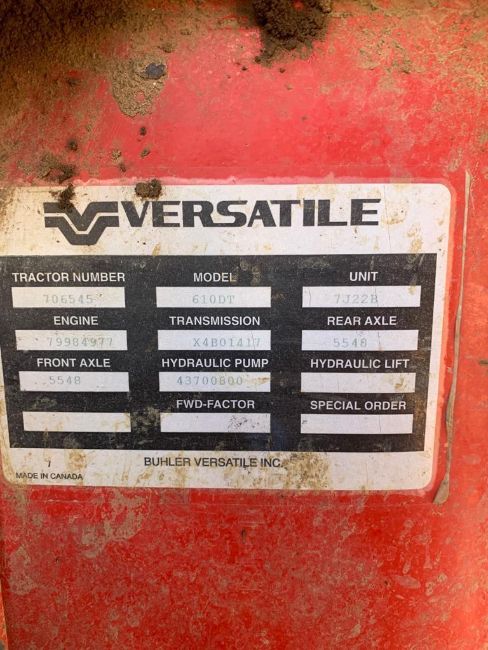 VERSATILE
TRACTOR NUMBER MODEL UNIT
706545 610DT 7J22B
ENGINE TRANSMISSION REAR AXLE
79984977 X4B01417 5548
FRONT AXLE HYDRAULIC PUMP HYDRAULIC LIFT
5548 43700800
FWD-FACTOR SPECIAL ORDER
BUHLER VERSATILE INC.
MADE IN CANADA